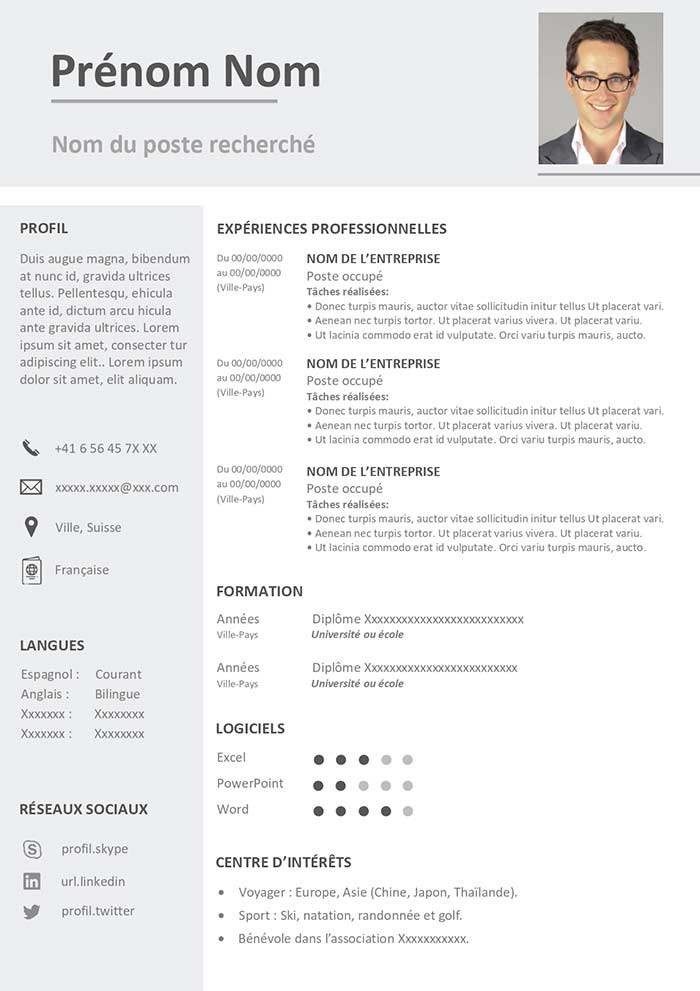 Prénom Nom
Nom du poste recherché
PROFIL
Duis augue magna, bibendum
at nunc id, gravida ultrices
tellus. Pellentesqu, ehicula
ante id, dictum arcu hicula
ante gravida ultrices. Lorem
ipsum sit amet, consecter tur
adipiscing elit.. Lorem ipsum
dolor sit amet, elit aliquam.
+41 6 56 45 7X XX
xxxxx.xxxxx@xxx.com
Ville, Suisse
Française
LANGUES
Espagnol : Courant
Anglais : Bilingue
Xxxxxxx : Xxxxxxxx
Xxxxxxx : Xxxxxxxx
RÉSEAUX SOCIAUX
profil.skype
url.linkedin
profil.twitter
EXPÉRIENCES PROFESSIONNELLES
Du 00/00/0000
au 00/00/0000
(Ville-Pays)
NOM DE L’ENTREPRISE
Poste occupé
Tâches réalisées:
• Donec turpis mauris, auctor vitae sollicitudin initur tellus Ut placerat vari.
• Aenean nec turpis tortor. Ut placerat varius vivera. Ut placerat variu.
• Ut lacinia commodo erat id vulputate. Orci variu turpis mauris, aucto.
Du 00/00/0000
au 00/00/0000
(Ville-Pays)
NOM DE L’ENTREPRISE
Poste occupé
Tâches réalisées:
• Donec turpis mauris, auctor vitae sollicitudin initur tellus Ut placerat vari.
• Aenean nec turpis tortor. Ut placerat varius vivera. Ut placerat variu.
• Ut lacinia commodo erat id vulputate. Orci variu turpis mauris, aucto.
Du 00/00/0000
au 00/00/0000
(Ville-Pays)
NOM DE L’ENTREPRISE
Poste occupé
Tâches réalisées:
• Donec turpis mauris, auctor vitae sollicitudin initur tellus Ut placerat vari.
• Aenean nec turpis tortor. Ut placerat varius vivera. Ut placerat variu.
• Ut lacinia commodo erat id vulputate. Orci variu turpis mauris, aucto.
FORMATION
Années Diplôme Xxxxxxxxxxxxxxxxxxxxxxxxxx
Ville-Pays Université ou école
Années Diplôme Xxxxxxxxxxxxxxxxxxxxxxxxx
Ville-Pays Université ou école
LOGICIELS
Excel
PowerPoint
Word
CENTRE D’INTÉRÊTS
• Voyager : Europe, Asie (Chine, Japon, Thaïlande).
• Sport : Ski, natation, randonnée et golf.
• Bénévole dans l’association Xxxxxxxxxxx.